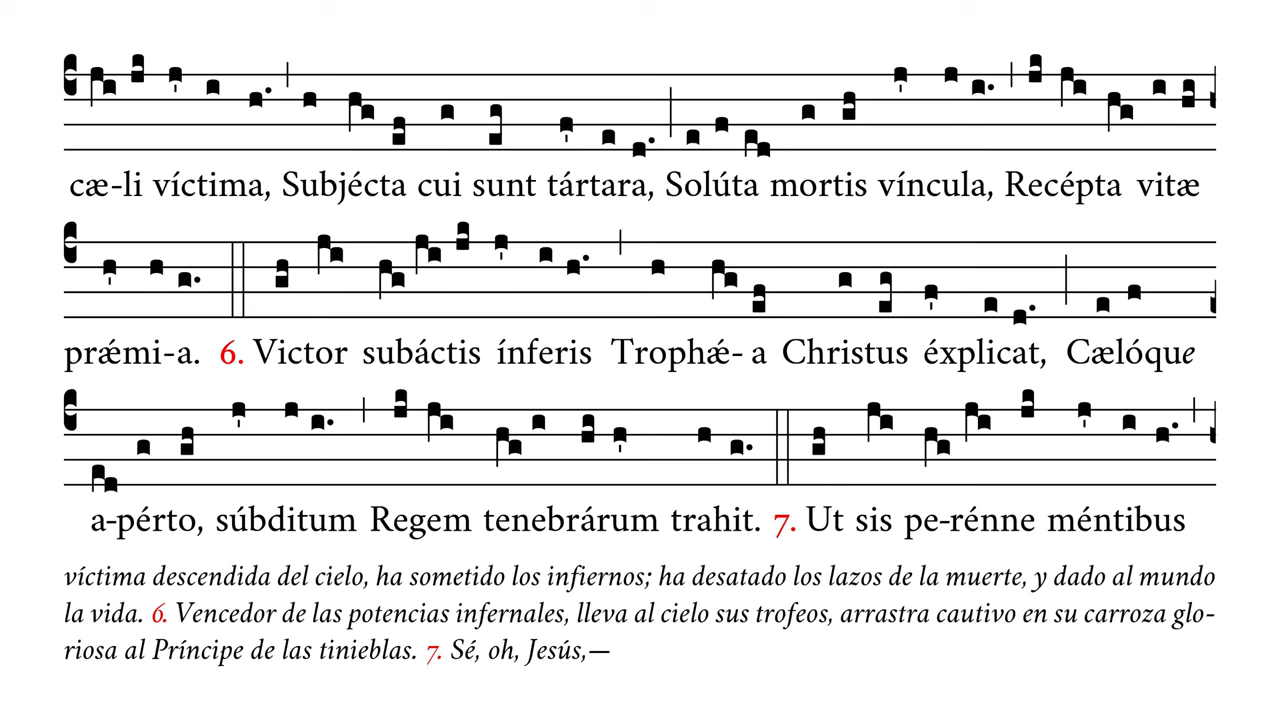 cæ-li víctima, Subjécta cui sunt tártara, Solúta mortis víncula, Recépta vitæ
prǽmi-a. 6. Victor subáctis ínferis Trophǽ- a Christus éxplicat, Cælóque
a-pérto, súbditum Regem tenebrárum trahit. 7. Ut sis pe-rénne méntibus
víctima descendida del cielo, ha sometido los infiernos; ha desatado los lazos de la muerte, y dado al mundo
la vida. 6. Vencedor de las potencias infernales, lleva al cielo sus trofeos, arrastra cautivo en su carroza glo-
riosa al Príncipe de las tinieblas. 7. Sé, oh, Jesús,—